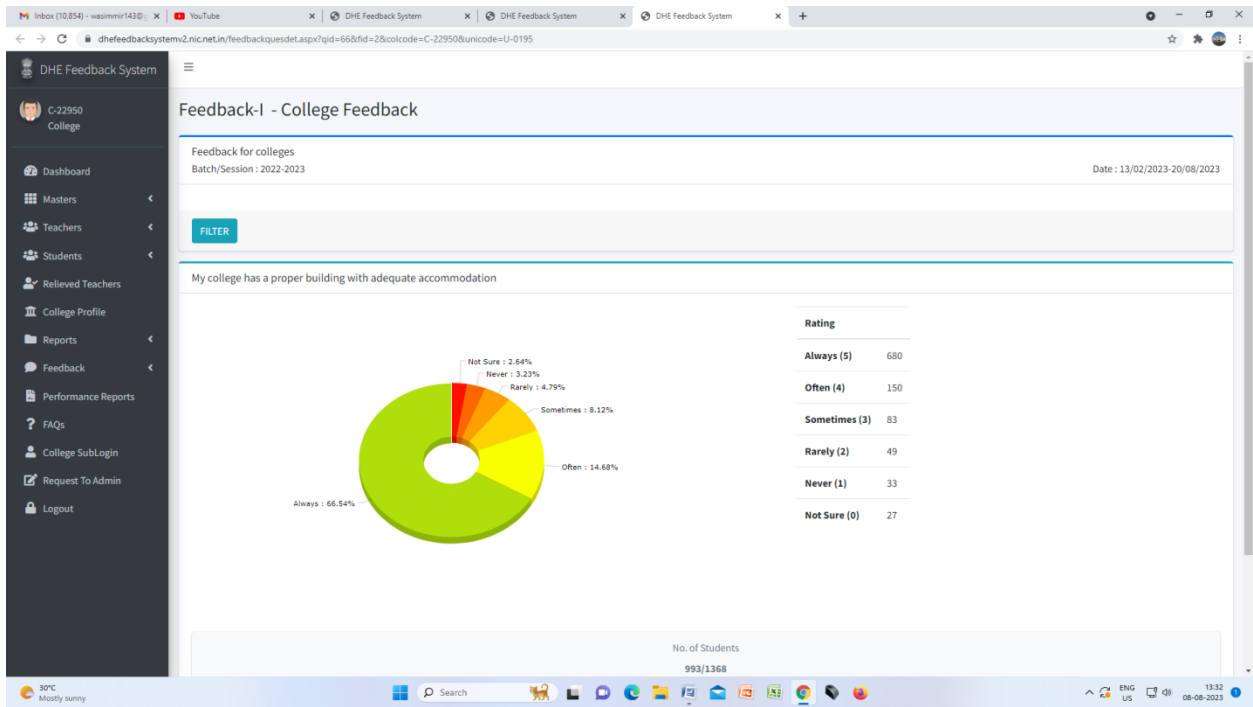 Inbox (10,854) - wasimmir143@g
YouTube
DHE Feedback System
DHE Feedback System
DHE Feedback System
dhefeedbacksystemv2.nic.net.in/feedbackquesdet.aspx?qid=66&fid=2&colcode=C-22950&unicode=U-0195
DHE Feedback System
C-22950
College
Dashboard
Masters
Teachers
Students
Relieved Teachers
College Profile
Reports
Feedback
Performance Reports
FAQs
College SubLogin
Request To Admin
Logout
Feedback-I - College Feedback
Feedback for colleges
Batch/Session : 2022-2023
Date : 13/02/2023-20/08/2023
FILTER
My college has a proper building with adequate accommodation
Not Sure : 2.64%
Never : 3.23%
Rarely : 4.79%
Sometimes : 8.12%
Often : 14.68%
Always : 66.54%
Rating
Always (5) 680
Often (4) 150
Sometimes (3) 83
Rarely (2) 49
Never (1) 33
Not Sure (0) 27
No. of Students
993/1368
30°C
Mostly sunny
Search
ENG
US
13:32
08-08-2023
1